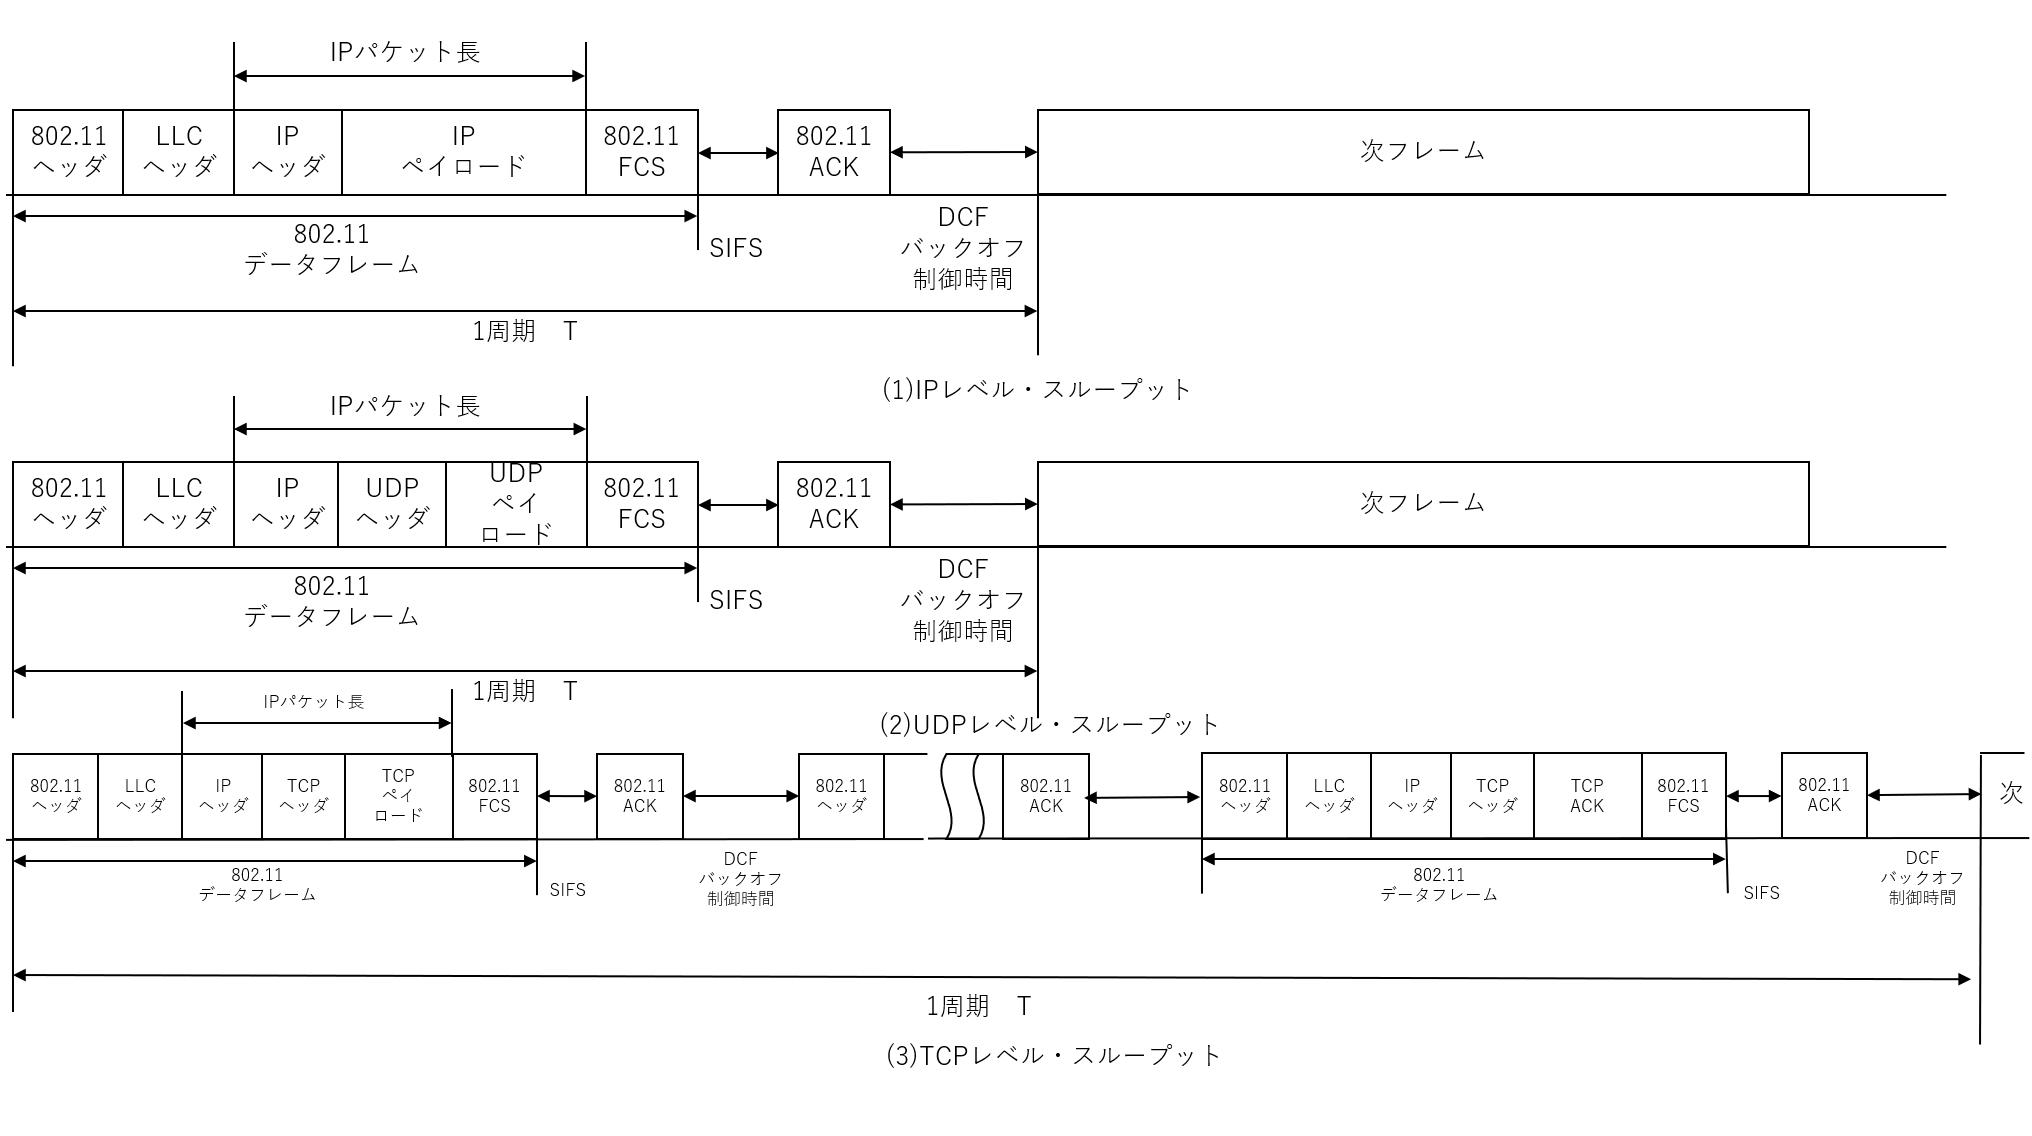 IPパケット長
802.11
ヘッダ
LLC
ヘッダ
IP
ヘッダ
IP
ペイロード
802.11
FCS
802.11
ACK
次フレーム
802.11
データフレーム
SIFS
DCF
バックオフ
制御時間
1周期　T
(1)IPレベル・スループット
IPパケット長
802.11
ヘッダ
LLC
ヘッダ
IP
ヘッダ
UDP
ヘッダ
UDP
ペイ
ロード
802.11
FCS
802.11
ACK
次フレーム
802.11
データフレーム
SIFS
DCF
バックオフ
制御時間
1周期　T
(2)UDPレベル・スループット
IPパケット長
802.11
ヘッダ
LLC
ヘッダ
IP
ヘッダ
TCP
ヘッダ
TCP
ペイ
ロード
802.11
FCS
802.11
ACK
802.11
ヘッダ
802.11
ACK
802.11
ヘッダ
LLC
ヘッダ
IP
ヘッダ
TCP
ヘッダ
TCP
ACK
802.11
FCS
802.11
ACK
次
802.11
データフレーム
SIFS
DCF
バックオフ
制御時間
802.11
データフレーム
SIFS
DCF
バックオフ
制御時間
1周期　T
(3)TCPレベル・スループット